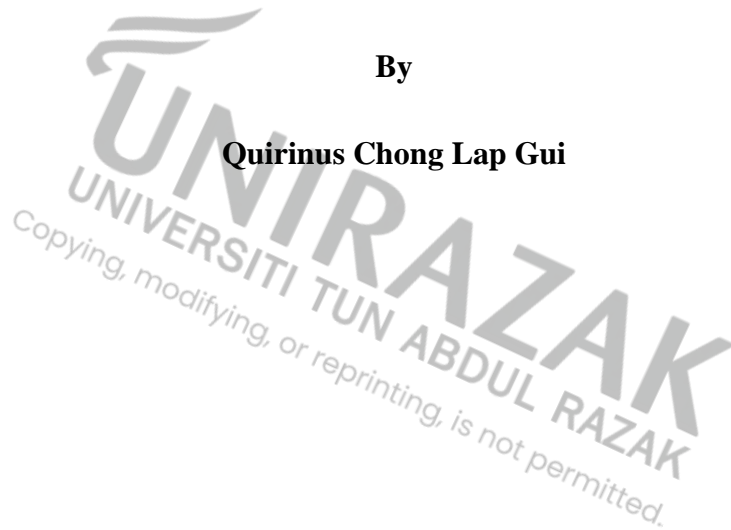 By
Quirinus Chong Lap Gui
UNIRAZAK
UNIVERSITI TUN ABDUL RAZAK
Copying, modifying, or reprinting, is not permitted.